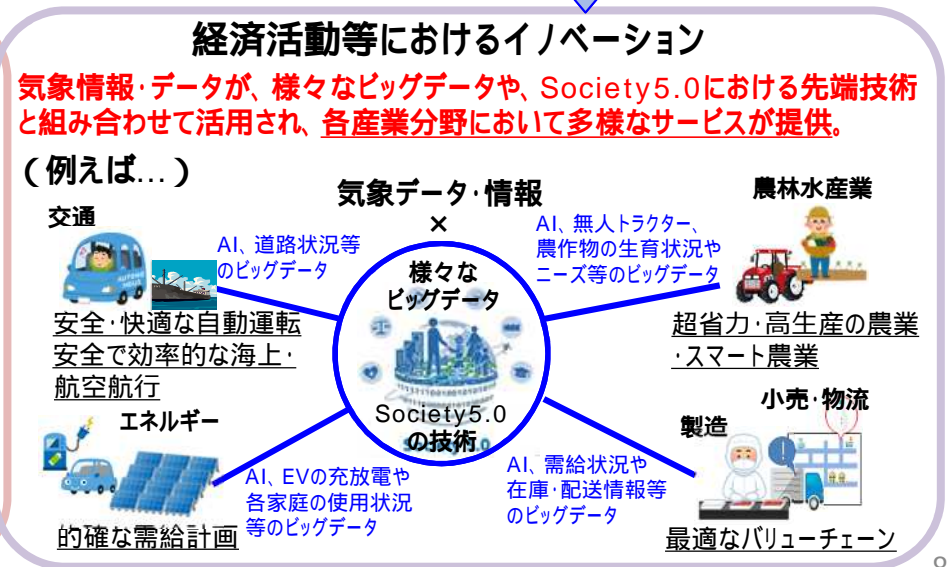 経済活動等におけるイノベーション
気象情報・データが、様々なビッグデータや、Society5.0における先端技術
と組み合わせて活用され、各産業分野において多様なサービスが提供。
（例えば…）
気象データ・情報
×
様々な
ビッグデータ
Society5.0
の技術
交通
AI、道路状況等
のビッグデータ
安全・快適な自動運転
安全で効率的な海上・
航空航行
農林水産業
AI、無人トラクター、
農作物の生育状況や
ニーズ等のビッグデータ
超省力・高生産の農業
・スマート農業
エネルギー
AI、EVの充放電や
各家庭の使用状況
等のビッグデータ
的確な需給計画
小売・物流
製造
AI、需給状況や
在庫・配送情報等
のビッグデータ
最適なバリューチェーン